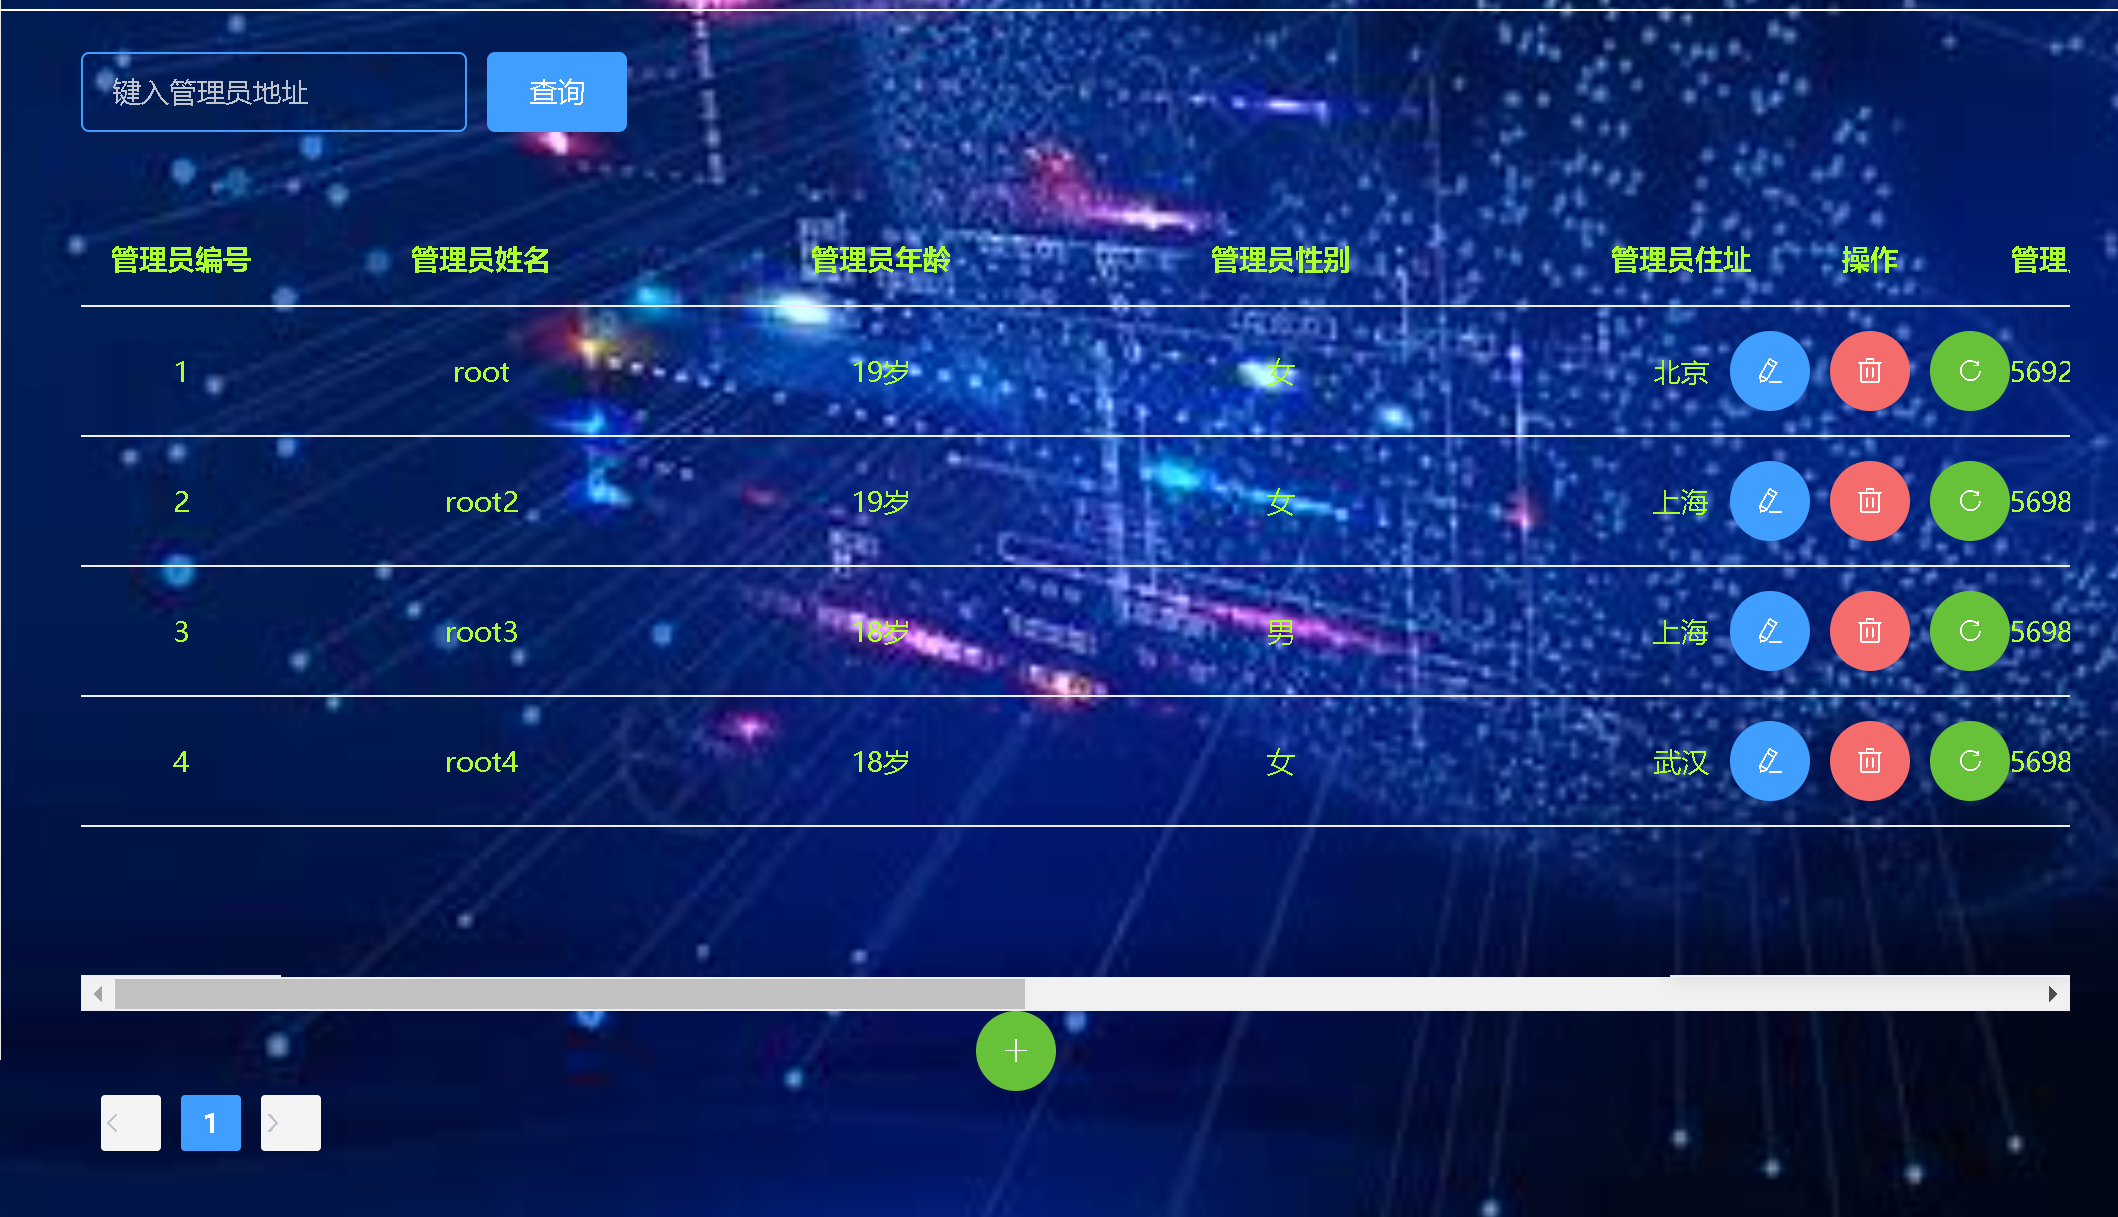 键入管理员地址 查询
管理员编号 管理员姓名 管理员年龄 管理员性别 管理员住址 操作 管理
1 root 19岁 女 北京 5692
2 root2 19岁 女 上海 5698
3 root3 18岁 男 上海 5698
4 root4 18岁 女 武汉 5698
1